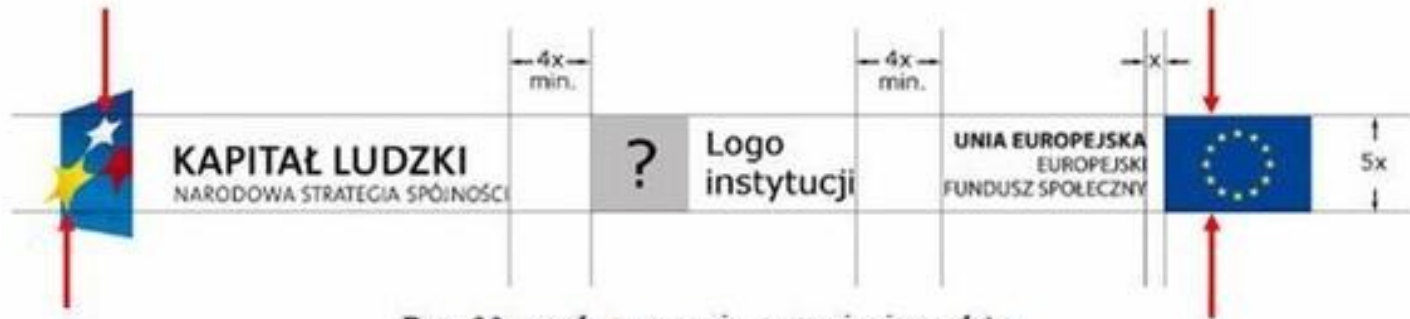 4x
min.
4x
min.
x
KAPITAŁ LUDZKI
NARODOWA STRATEGIA SPÓJNOŚCI
?
Logo
instytucji
UNIA EUROPEJSKA
EUROPEJSKI
FUNDUSZ SPOŁECZNY
5x